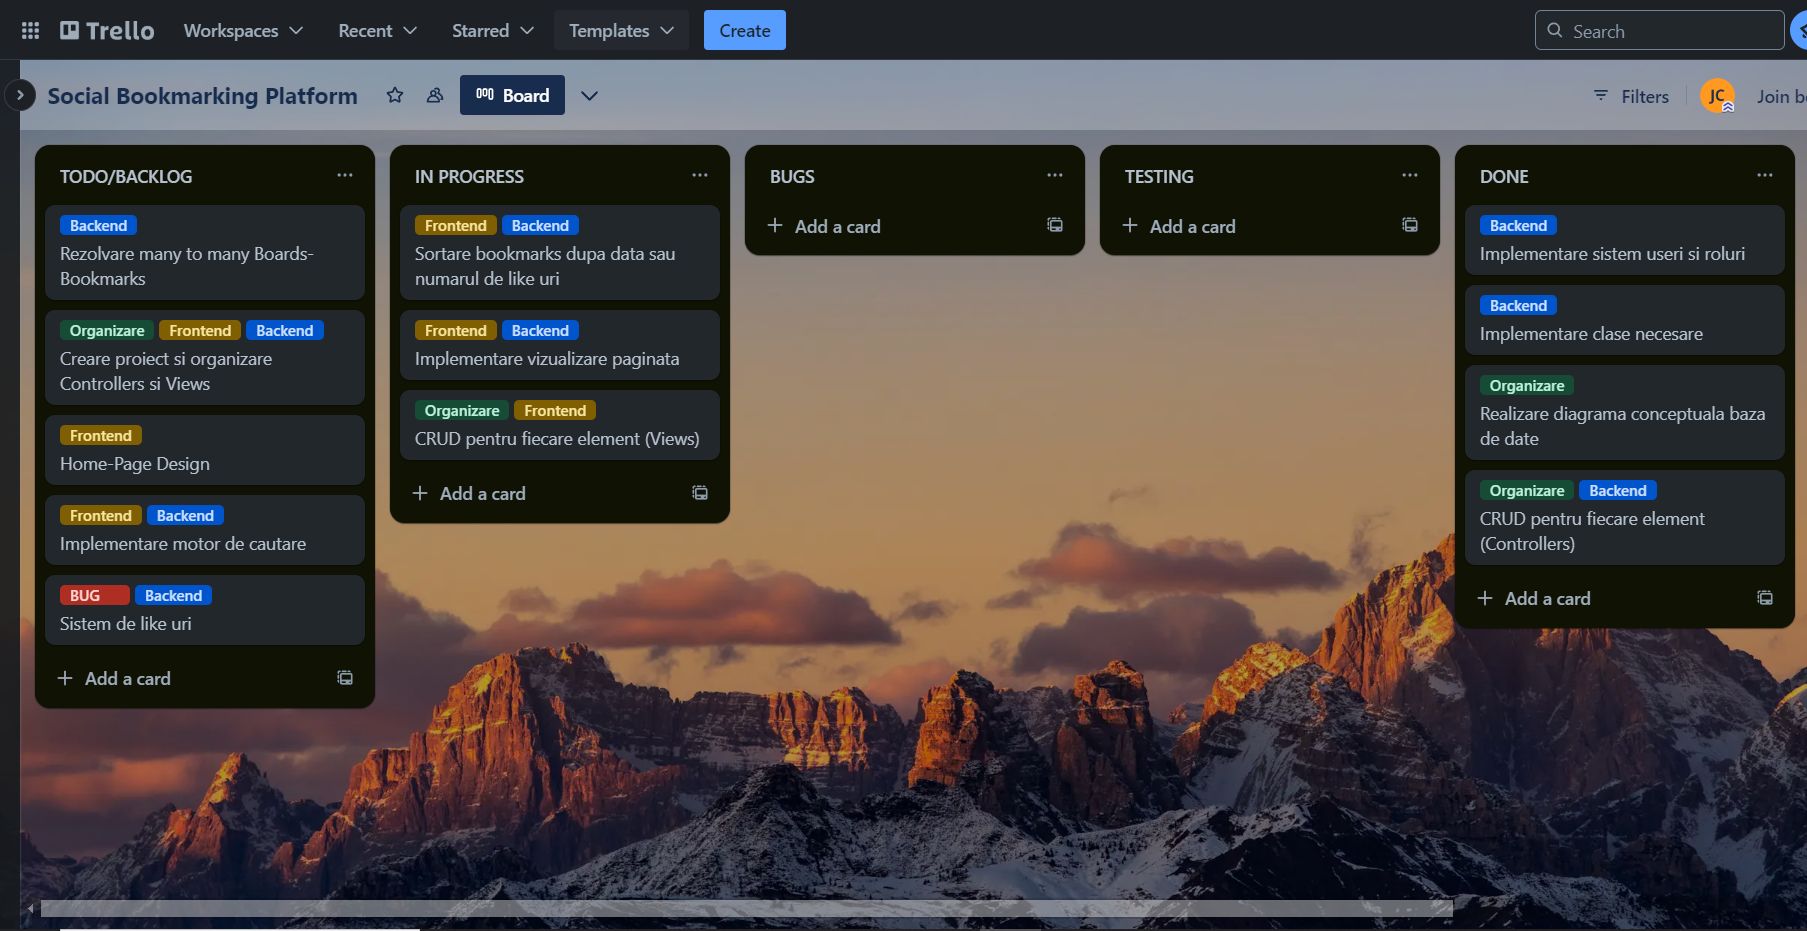 Trello
Workspaces
Recent
Starred
Templates
Create
Search
Social Bookmarking Platform
Board
Filters
JC
Join
TODO/BACKLOG
Backend
Rezolvare many to many Boards-
Bookmarks
Organizare Frontend Backend
Creare proiect si organizare
Controllers si Views
Frontend
Home-Page Design
Frontend Backend
Implementare motor de cautare
BUG Backend
Sistem de like uri
Add a card
IN PROGRESS
Frontend Backend
Sortare bookmarks dupa data sau
numarul de like uri
Frontend Backend
Implementare vizualizare paginata
Organizare Frontend
CRUD pentru fiecare element (Views)
Add a card
BUGS
Add a card
TESTING
Add a card
DONE
Backend
Implementare sistem useri si roluri
Backend
Implementare clase necesare
Organizare
Realizare diagrama conceptuala baza
de date
Organizare Backend
CRUD pentru fiecare element
(Controllers)
Add a card